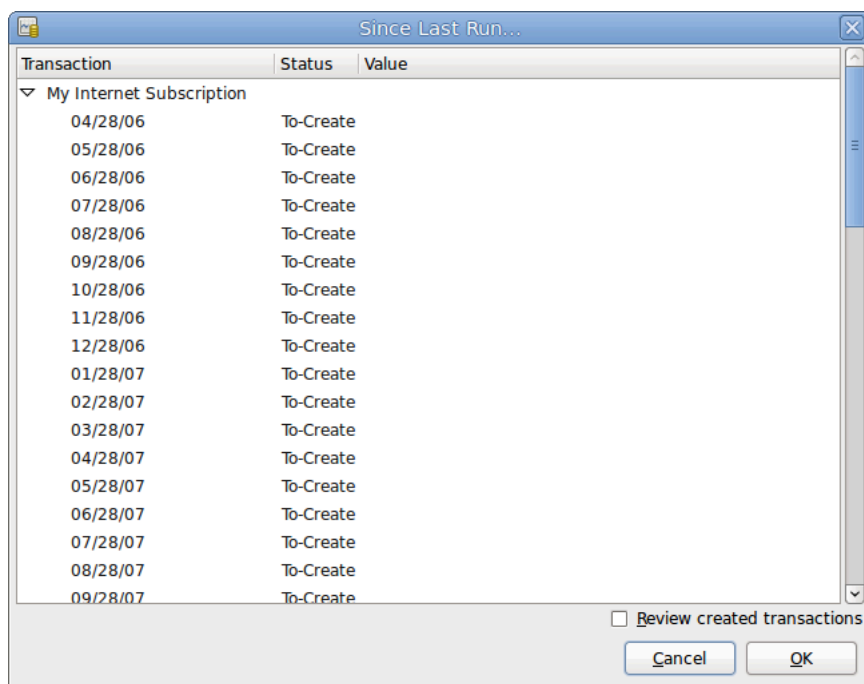 Since Last Run...
Transaction Status Value
My Internet Subscription
04/28/06 To-Create
05/28/06 To-Create
06/28/06 To-Create
07/28/06 To-Create
08/28/06 To-Create
09/28/06 To-Create
10/28/06 To-Create
11/28/06 To-Create
12/28/06 To-Create
01/28/07 To-Create
02/28/07 To-Create
03/28/07 To-Create
04/28/07 To-Create
05/28/07 To-Create
06/28/07 To-Create
07/28/07 To-Create
08/28/07 To-Create
09/28/07 To-Create
Review created transactions
Cancel OK